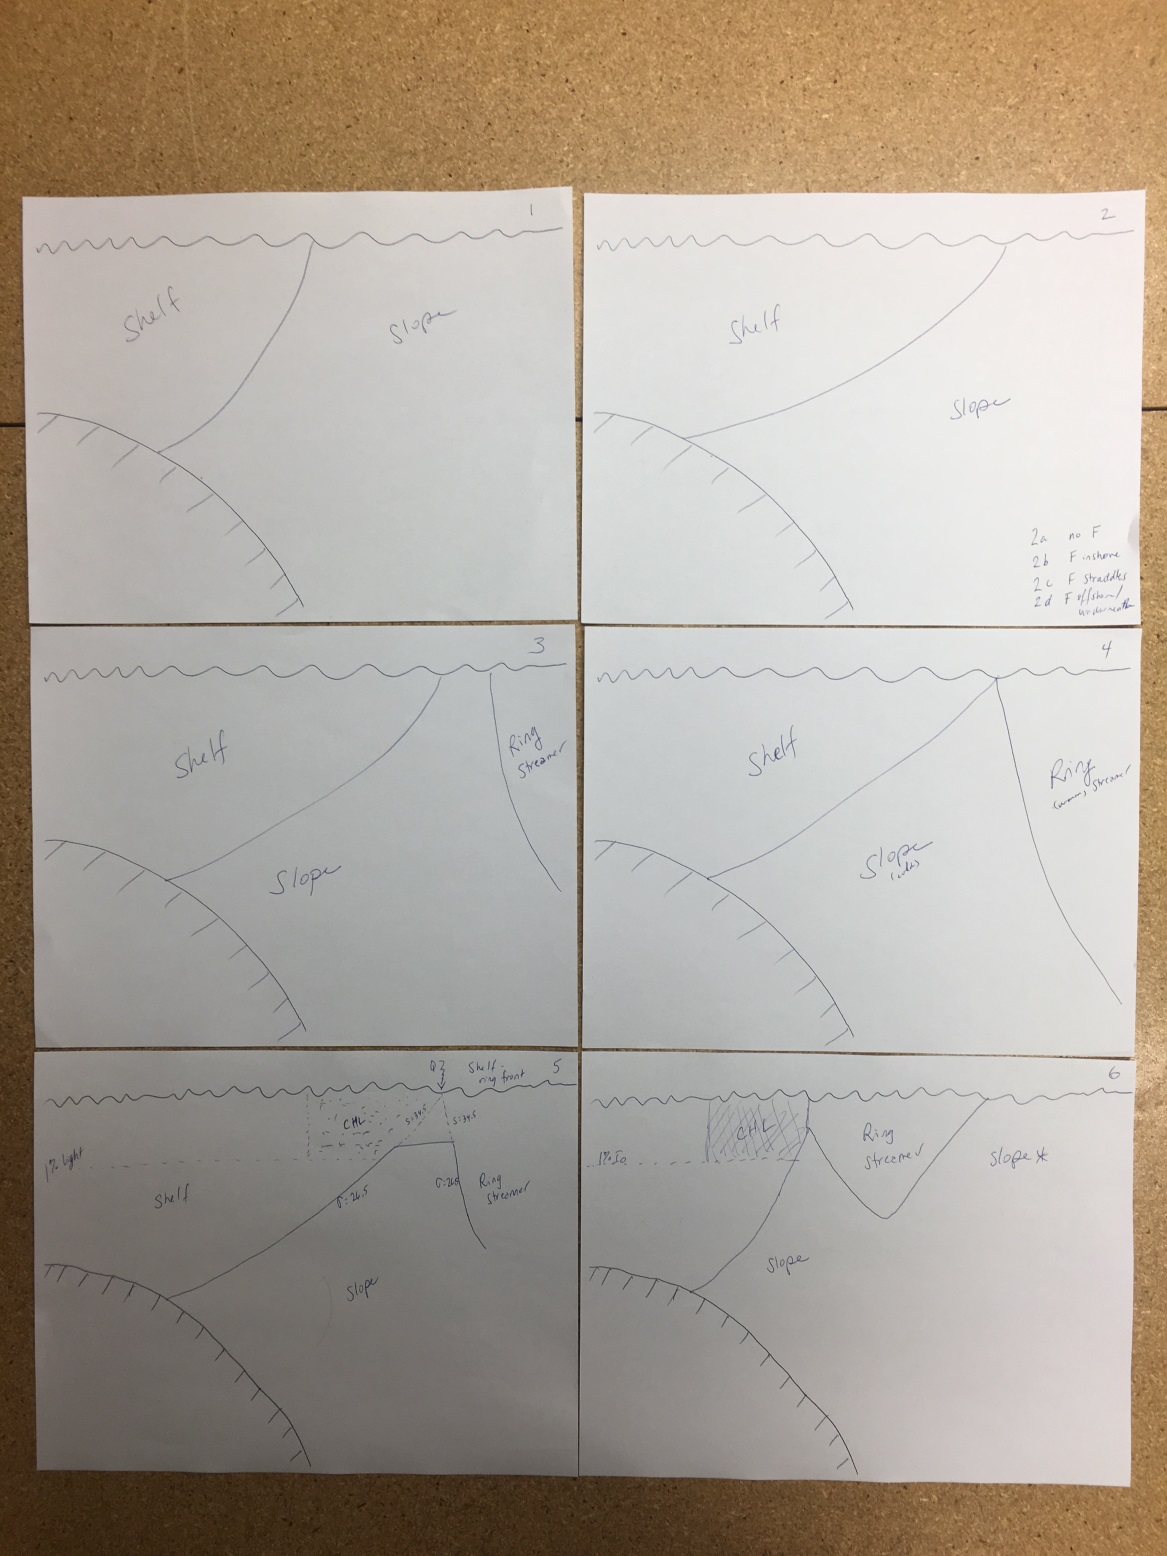 1
Shelf
Slope
2
Shelf
Slope
2a no F
2b F inshore
2c F straddles
2d F offshore/
underneath
3
Shelf
Slope
Ring
Streamer
4
Shelf
Slope
Ring
streamer
5
Q?
Shelf-
ring front
CHL
S=34.5
S=34.5
1% light
Shelf
σ=26.5
Ring
Streamer
Slope
6
CHL
Ring
Streamer
1% Io
Slope*
Slope